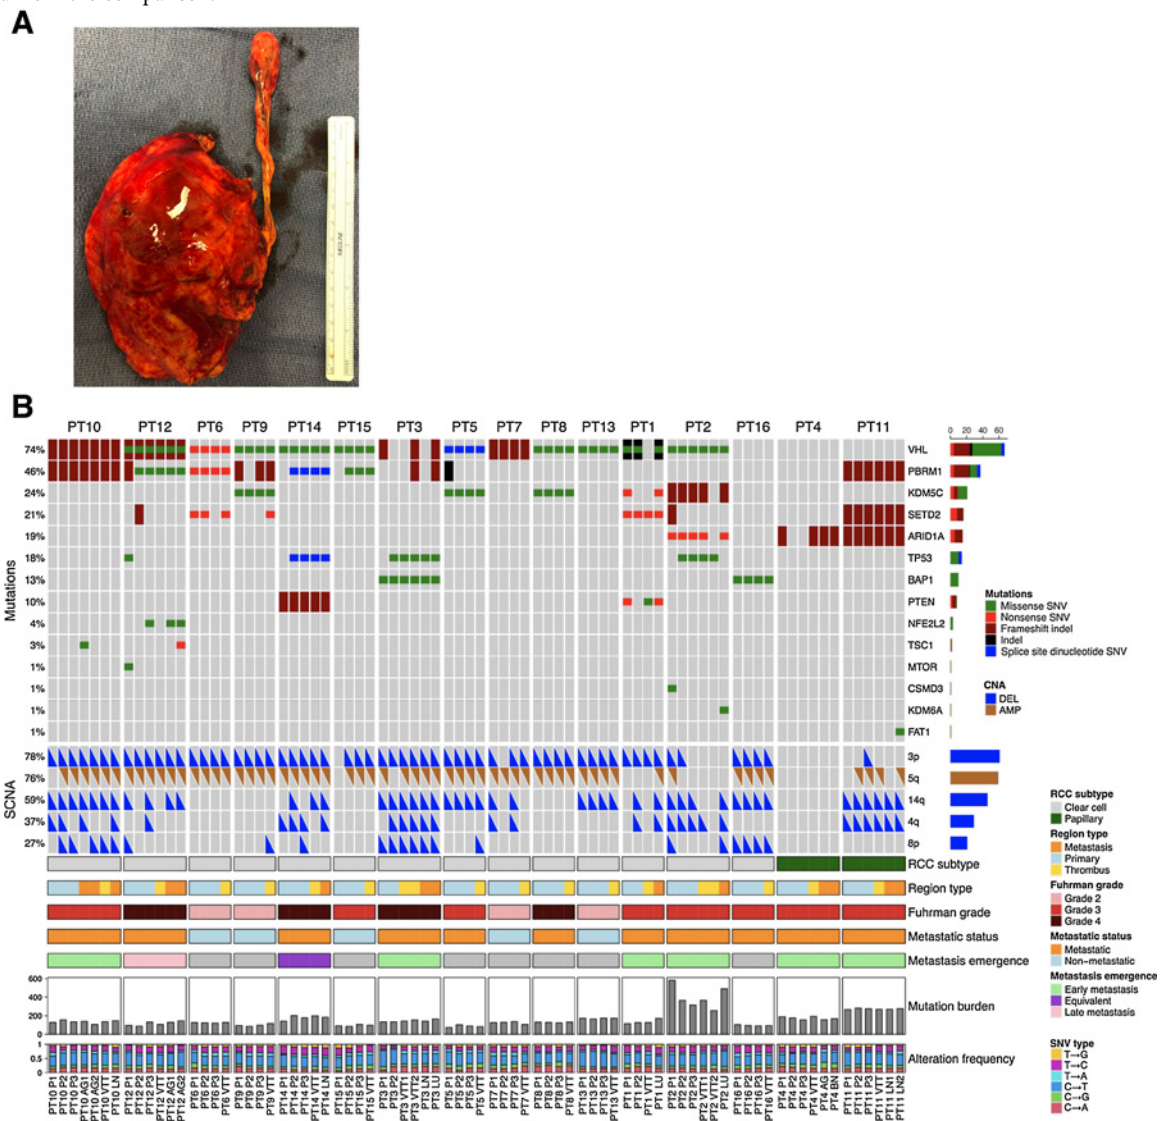 A
B
PT10 PT12 PT6 PT9 PT14 PT15 PT3 PT5 PT7 PT8 PT13 PT1 PT2 PT16 PT4 PT11
0 20 40 60
Mutations
74% VHL
46% PBRM1
24% KDM5C
21% SETD2
19% ARID1A
18% TP53
13% BAP1
10% PTEN
4% NFE2L2
3% TSC1
1% MTOR
1% CSMD3
1% KDM6A
1% FAT1
Mutations
Missense SNV
Nonsense SNV
Frameshift indel
Indel
Splice site dinucleotide SNV
CNA
DEL
AMP
SCNA
78% 3p
76% 5q
59% 14q
37% 4q
27% 8p
RCC subtype
Region type
Fuhrman grade
Metastatic status
Metastasis emergence
600
400
200
0
Mutation burden
1
0.5
0
Alteration frequency
RCC subtype
Clear cell
Papillary
Region type
Metastasis
Primary
Thrombus
Fuhrman grade
Grade 2
Grade 3
Grade 4
Metastatic status
Metastatic
Non-metastatic
Metastasis emergence
Early metastasis
Equivalent
Late metastasis
SNV type
T→G
T→C
T→A
C→T
C→G
C→A
PT10 P1
PT10 P2
PT10 P3
PT10 AG1
PT10 AG2
PT10 VTT
PT10 LN
PT12 P1
PT12 P2
PT12 P3
PT12 VTT
PT12 AG1
PT12 AG2
PT6 P1
PT6 P2
PT6 P3
PT6 VTT
PT9 P1
PT9 P2
PT9 P3
PT9 VTT
PT14 P1
PT14 P2
PT14 P3
PT14 VTT
PT14 LN
PT15 P1
PT15 P2
PT15 P3
PT15 VTT
PT3 P1
PT3 P2
PT3 VTT1
PT3 VTT2
PT3 LN
PT3 LU
PT5 P1
PT5 P2
PT5 P3
PT5 VTT
PT7 P1
PT7 P2
PT7 P3
PT7 VTT
PT8 P1
PT8 P2
PT8 P3
PT8 VTT
PT13 P1
PT13 P2
PT13 P3
PT13 VTT
PT1 P1
PT1 P2
PT1 VTT
PT1 LU
PT2 P1
PT2 P2
PT2 P3
PT2 VTT1
PT2 VTT2
PT2 LU
PT16 P1
PT16 P2
PT16 P3
PT16 VTT
PT4 P1
PT4 P2
PT4 P3
PT4 VTT
PT4 AG
PT4 BN
PT11 P1
PT11 P2
PT11 P3
PT11 VTT
PT11 LN1
PT11 LN2